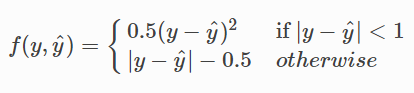 f(y, ŷ) = { 0.5(y − ŷ)² if |y − ŷ| < 1
|y − ŷ| − 0.5 otherwise